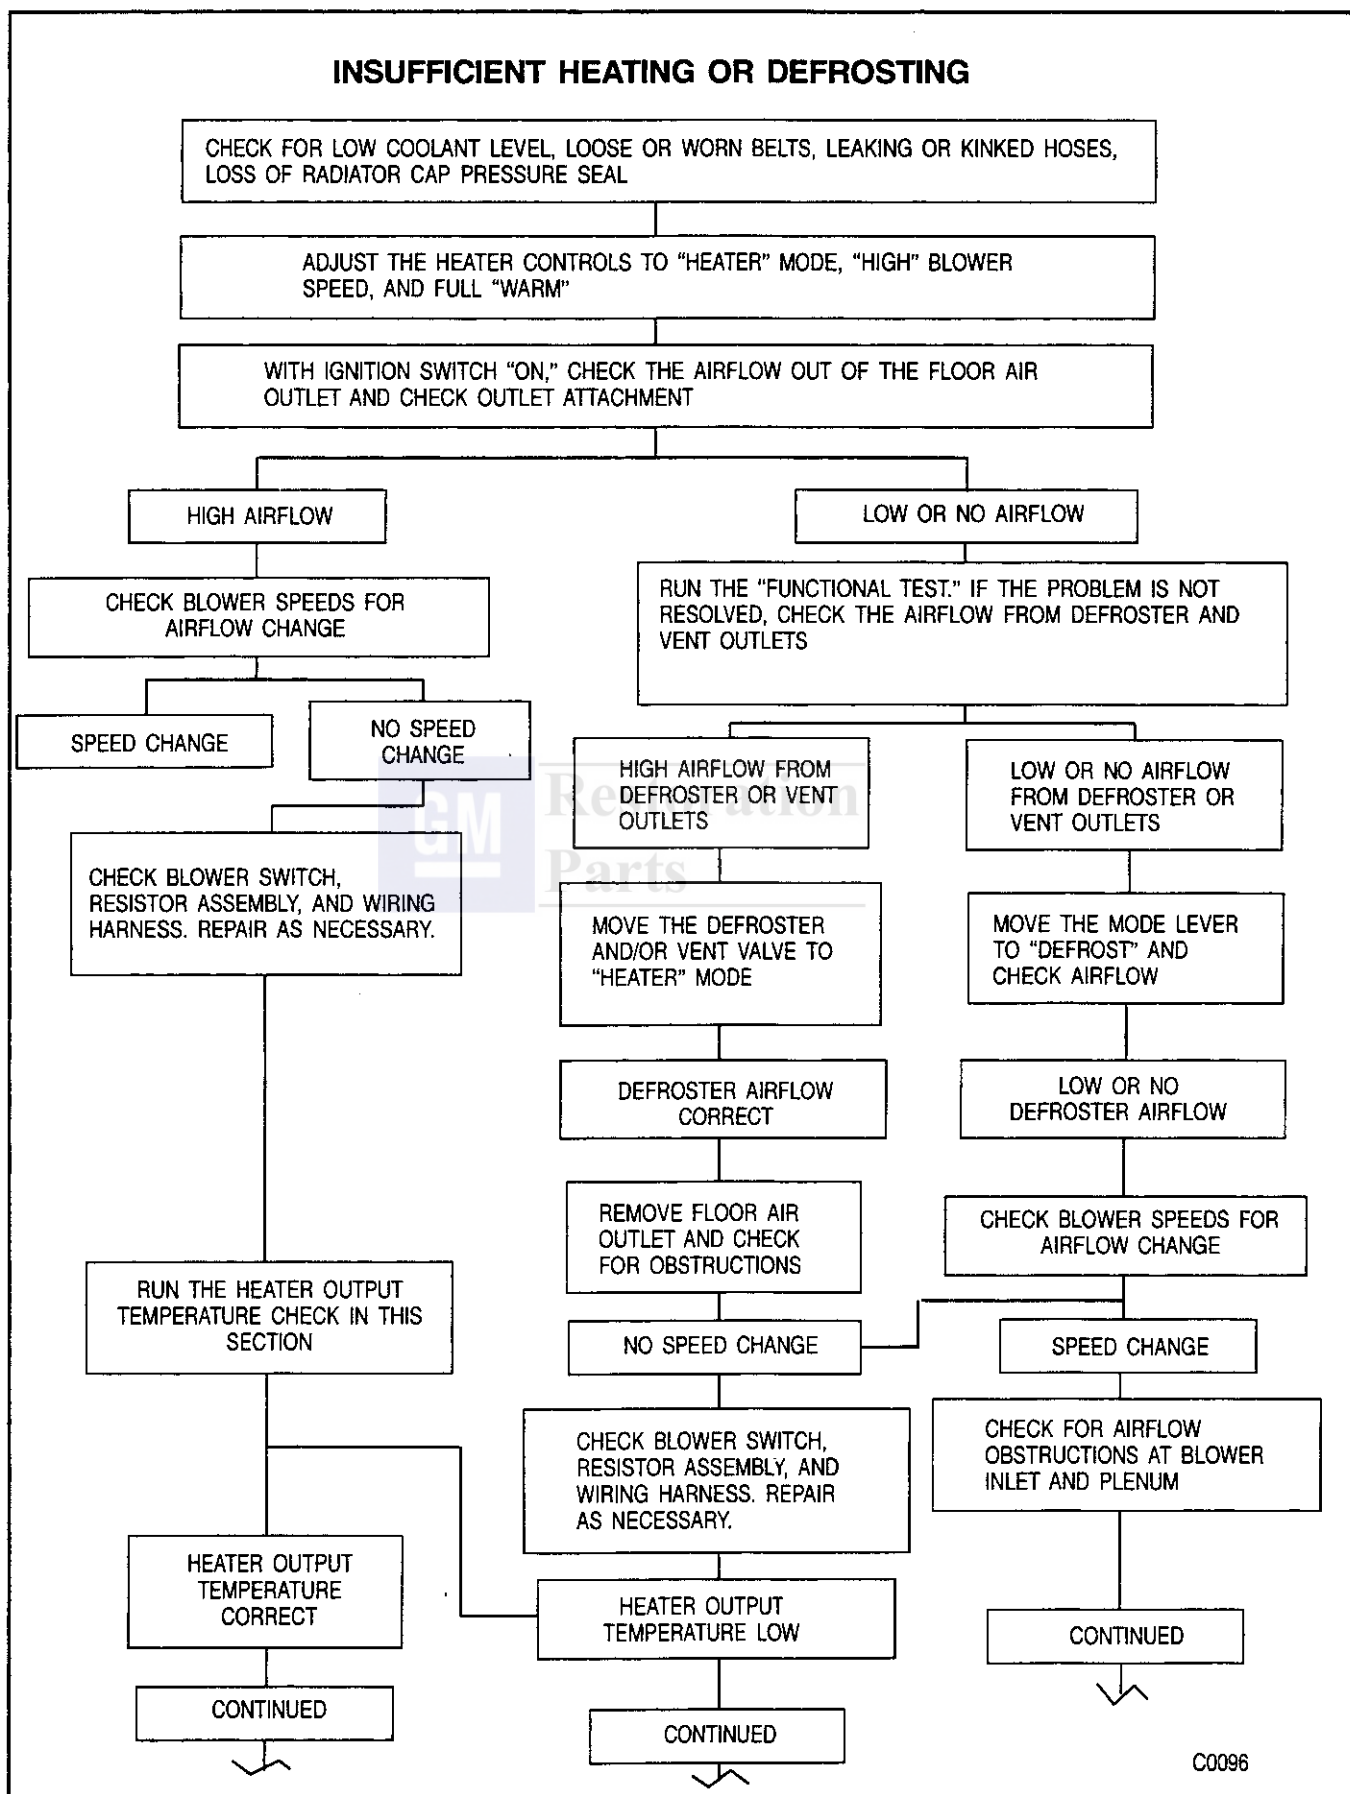 INSUFFICIENT HEATING OR DEFROSTING
CHECK FOR LOW COOLANT LEVEL, LOOSE OR WORN BELTS, LEAKING OR KINKED HOSES,
LOSS OF RADIATOR CAP PRESSURE SEAL
ADJUST THE HEATER CONTROLS TO “HEATER” MODE, “HIGH” BLOWER
SPEED, AND FULL “WARM”
WITH IGNITION SWITCH “ON,” CHECK THE AIRFLOW OUT OF THE FLOOR AIR
OUTLET AND CHECK OUTLET ATTACHMENT
HIGH AIRFLOW
LOW OR NO AIRFLOW
CHECK BLOWER SPEEDS FOR
AIRFLOW CHANGE
RUN THE “FUNCTIONAL TEST.” IF THE PROBLEM IS NOT
RESOLVED, CHECK THE AIRFLOW FROM DEFROSTER AND
VENT OUTLETS
SPEED CHANGE
NO SPEED
CHANGE
HIGH AIRFLOW FROM
DEFROSTER OR VENT
OUTLETS
LOW OR NO AIRFLOW
FROM DEFROSTER OR
VENT OUTLETS
GM
Restoration
Parts
CHECK BLOWER SWITCH,
RESISTOR ASSEMBLY, AND WIRING
HARNESS. REPAIR AS NECESSARY.
MOVE THE DEFROSTER
AND/OR VENT VALVE TO
“HEATER” MODE
MOVE THE MODE LEVER
TO “DEFROST” AND
CHECK AIRFLOW
DEFROSTER AIRFLOW
CORRECT
LOW OR NO
DEFROSTER AIRFLOW
REMOVE FLOOR AIR
OUTLET AND CHECK
FOR OBSTRUCTIONS
CHECK BLOWER SPEEDS FOR
AIRFLOW CHANGE
RUN THE HEATER OUTPUT
TEMPERATURE CHECK IN THIS
SECTION
NO SPEED CHANGE
SPEED CHANGE
CHECK BLOWER SWITCH,
RESISTOR ASSEMBLY, AND
WIRING HARNESS. REPAIR
AS NECESSARY.
CHECK FOR AIRFLOW
OBSTRUCTIONS AT BLOWER
INLET AND PLENUM
HEATER OUTPUT
TEMPERATURE
CORRECT
HEATER OUTPUT
TEMPERATURE LOW
CONTINUED
CONTINUED
CONTINUED
C0096